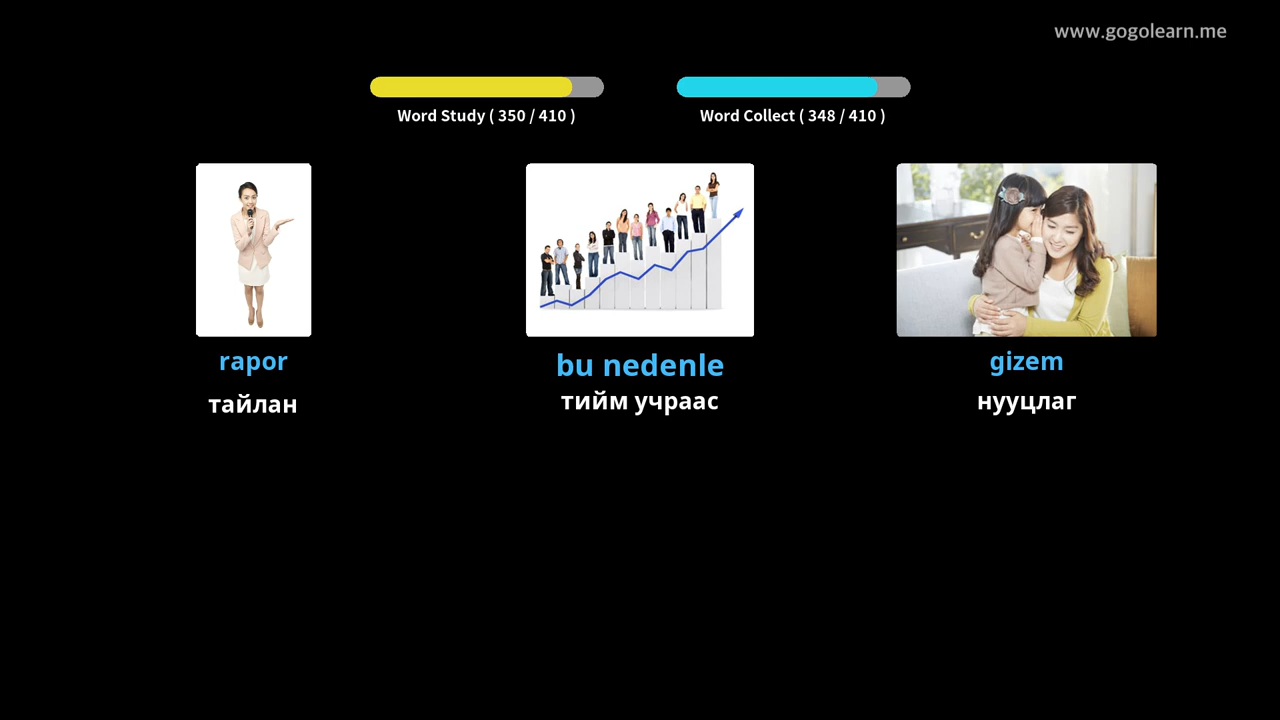 www.gogolearn.me
Word Study ( 350 / 410 )
Word Collect ( 348 / 410 )
rapor
тайлан
bu nedenle
тийм учраас
gizem
нууцлаг